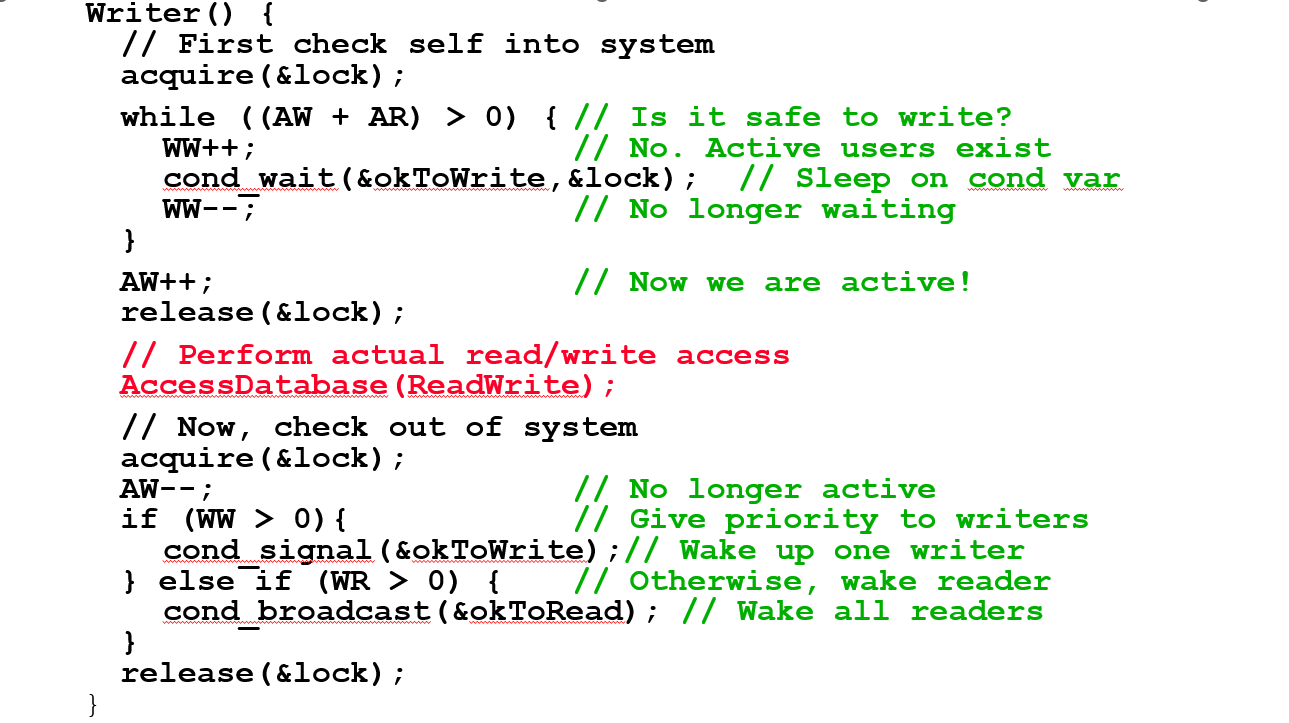 Writer() {
// First check self into system
acquire(&lock);
while ((AW + AR) > 0) { // Is it safe to write?
WW++; // No. Active users exist
cond_wait(&okToWrite,&lock); // Sleep on cond var
WW--; // No longer waiting
}
AW++; // Now we are active!
release(&lock);
// Perform actual read/write access
AccessDatabase(ReadWrite);
// Now, check out of system
acquire(&lock);
AW--; // No longer active
if (WW > 0){ // Give priority to writers
cond_signal(&okToWrite);// Wake up one writer
} else if (WR > 0) { // Otherwise, wake reader
cond_broadcast(&okToRead); // Wake all readers
}
release(&lock);
}